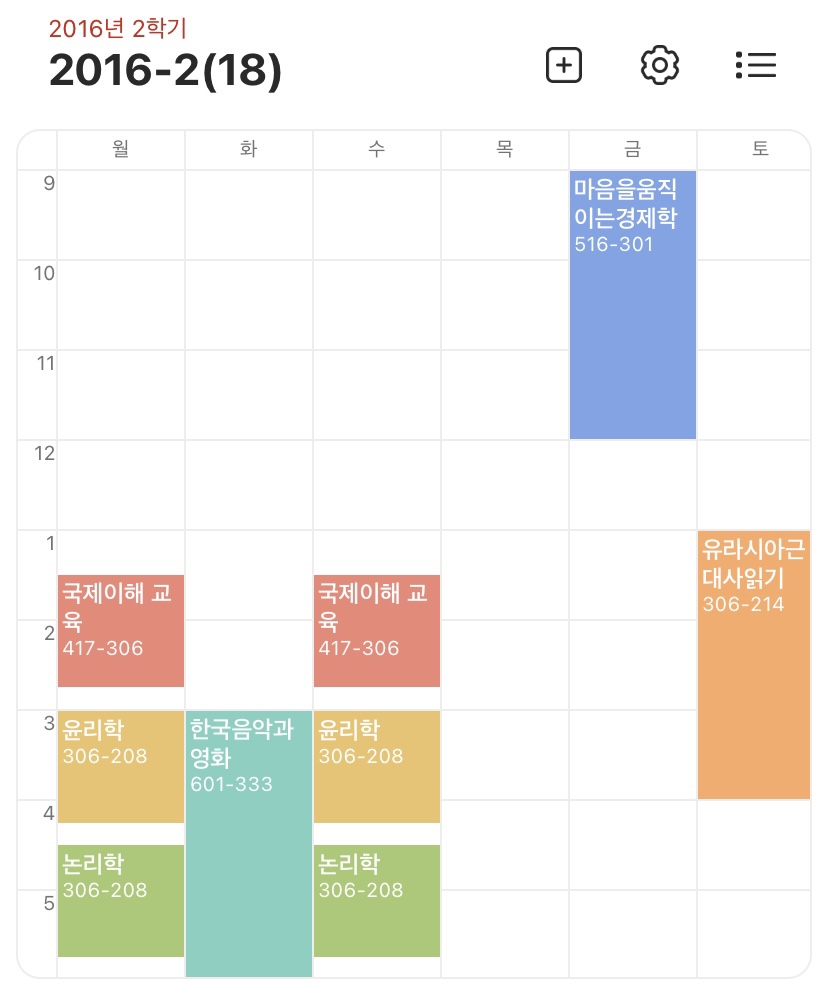 2016년 2학기
2016-2(18)
월 화 수 목 금 토
9
마음을움직
이는경제학
516-301
10
11
12
1
유라시아근
대사읽기
306-214
국제이해 교
육
417-306
국제이해 교
육
417-306
2
3
윤리학
306-208
한국음악과
영화
601-333
윤리학
306-208
4
논리학
306-208
논리학
306-208
5